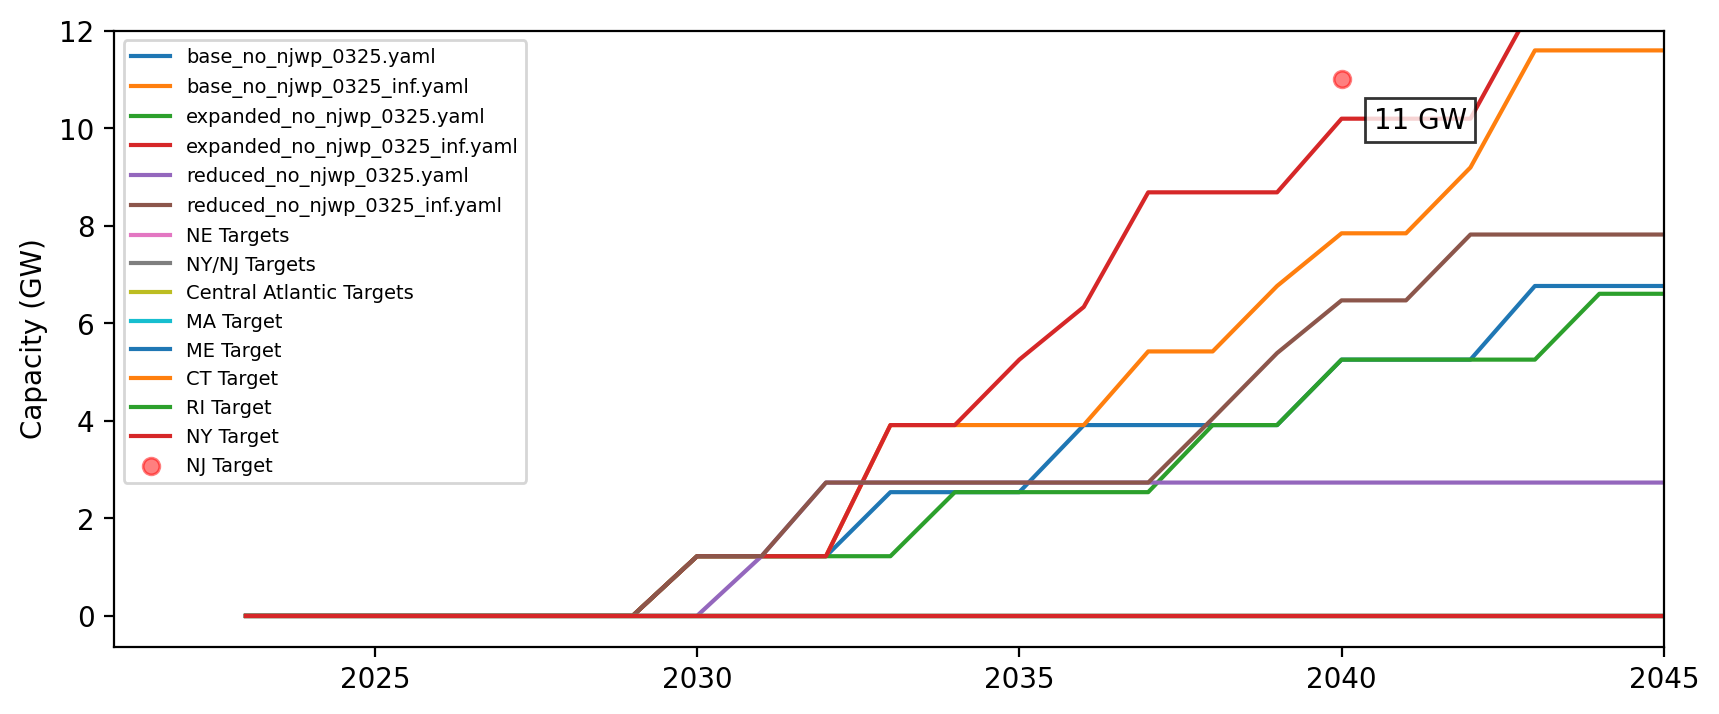 12
10
8
6
4
2
0
Capacity (GW)
base_no_njwp_0325.yaml
base_no_njwp_0325_inf.yaml
expanded_no_njwp_0325.yaml
expanded_no_njwp_0325_inf.yaml
reduced_no_njwp_0325.yaml
reduced_no_njwp_0325_inf.yaml
NE Targets
NY/NJ Targets
Central Atlantic Targets
MA Target
ME Target
CT Target
RI Target
NY Target
NJ Target
11 GW
2025
2030
2035
2040
2045